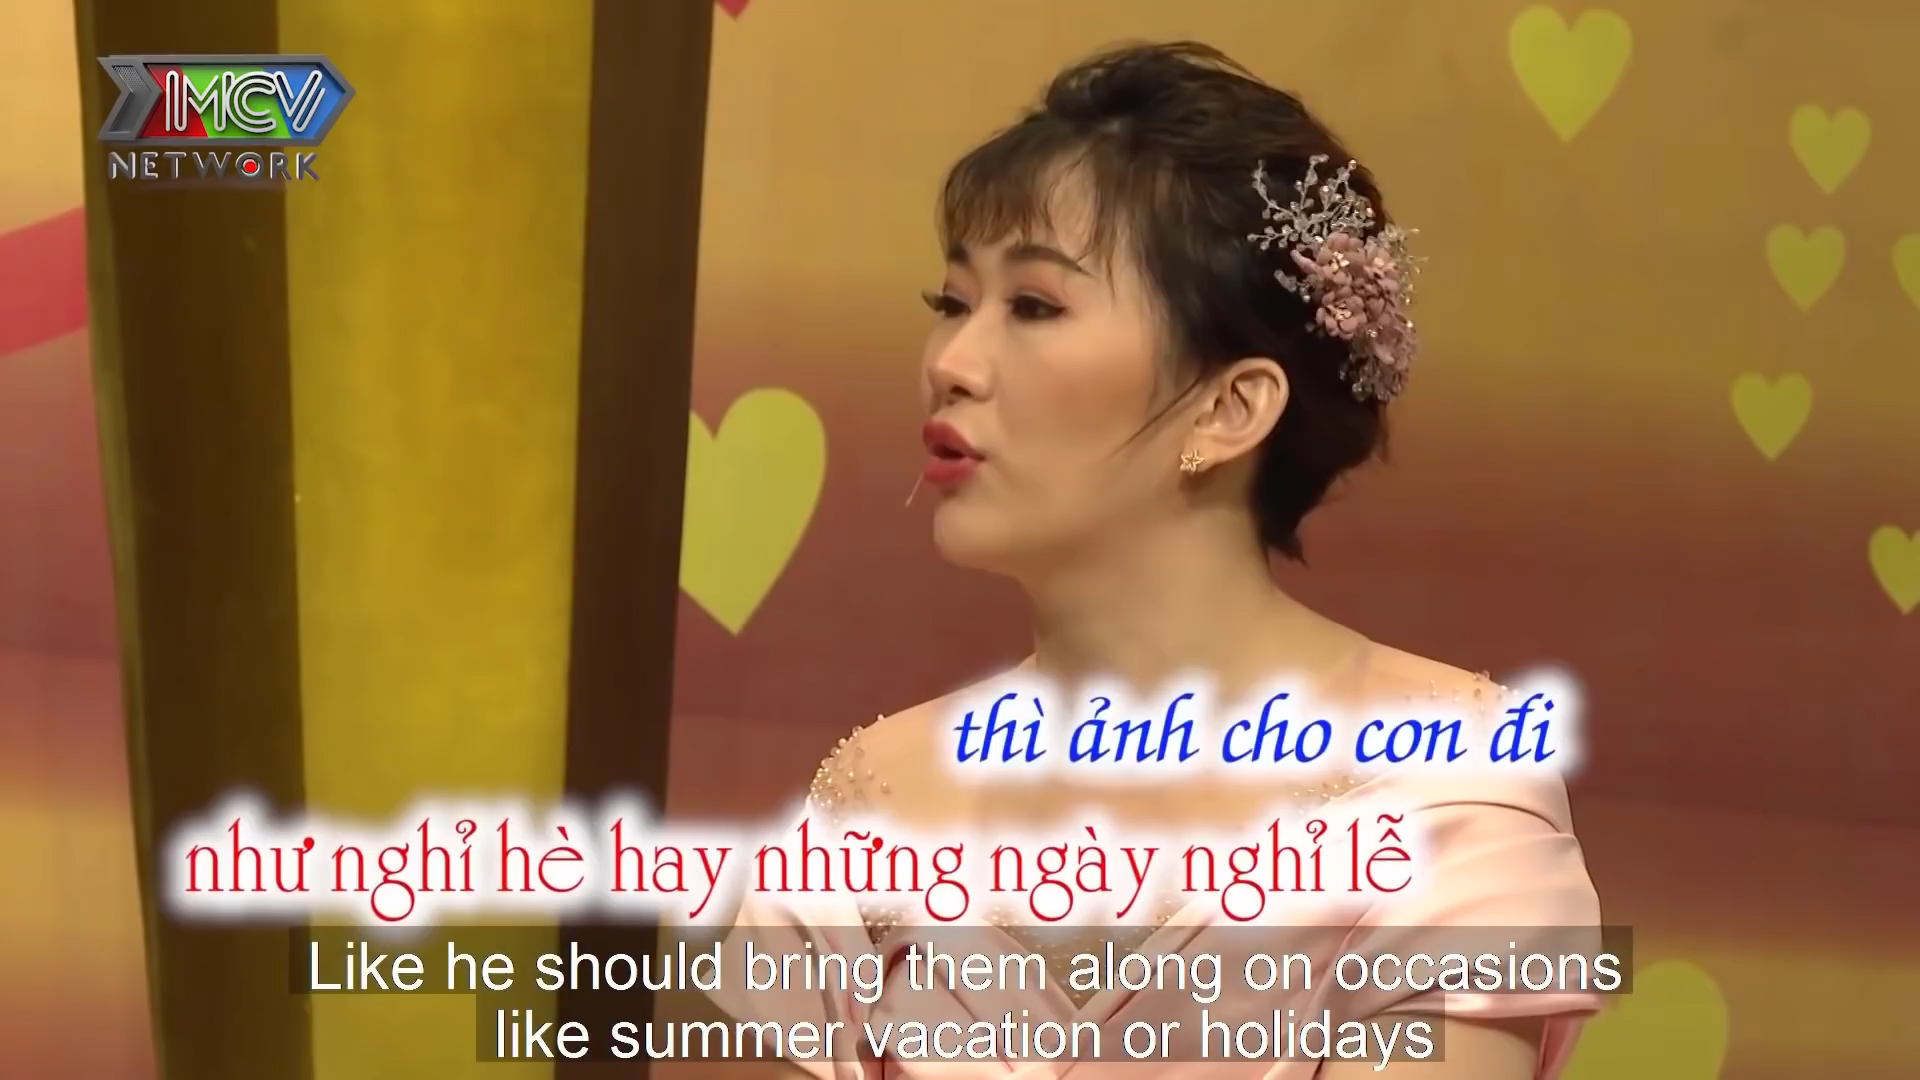 MCV
NETWORK
thì ảnh cho con đi
như nghỉ hè hay những ngày nghỉ lễ
Like he should bring them along on occasions
like summer vacation or holidays